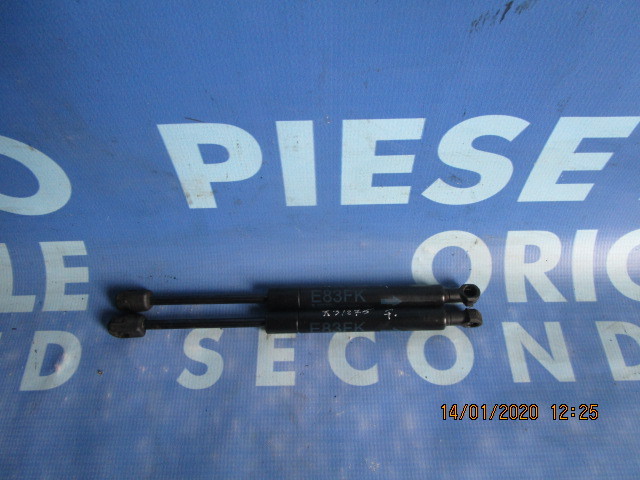 O PIESE
LE ORIG
E83FK
E83FK
D SECOND
14/01/2020 12:25